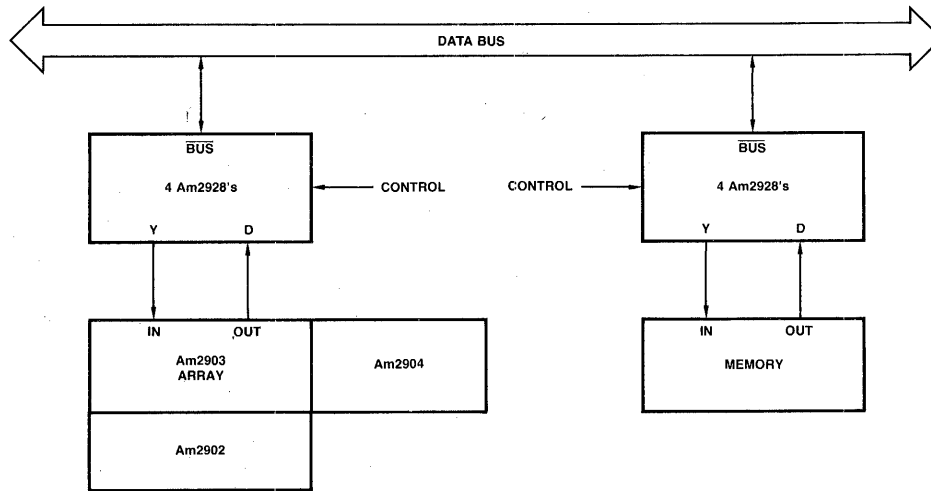 DATA BUS
BUS
4 Am2928's
Y D
CONTROL
CONTROL
BUS
4 Am2928's
Y D
IN OUT
Am2903
ARRAY
Am2904
Am2902
IN OUT
MEMORY